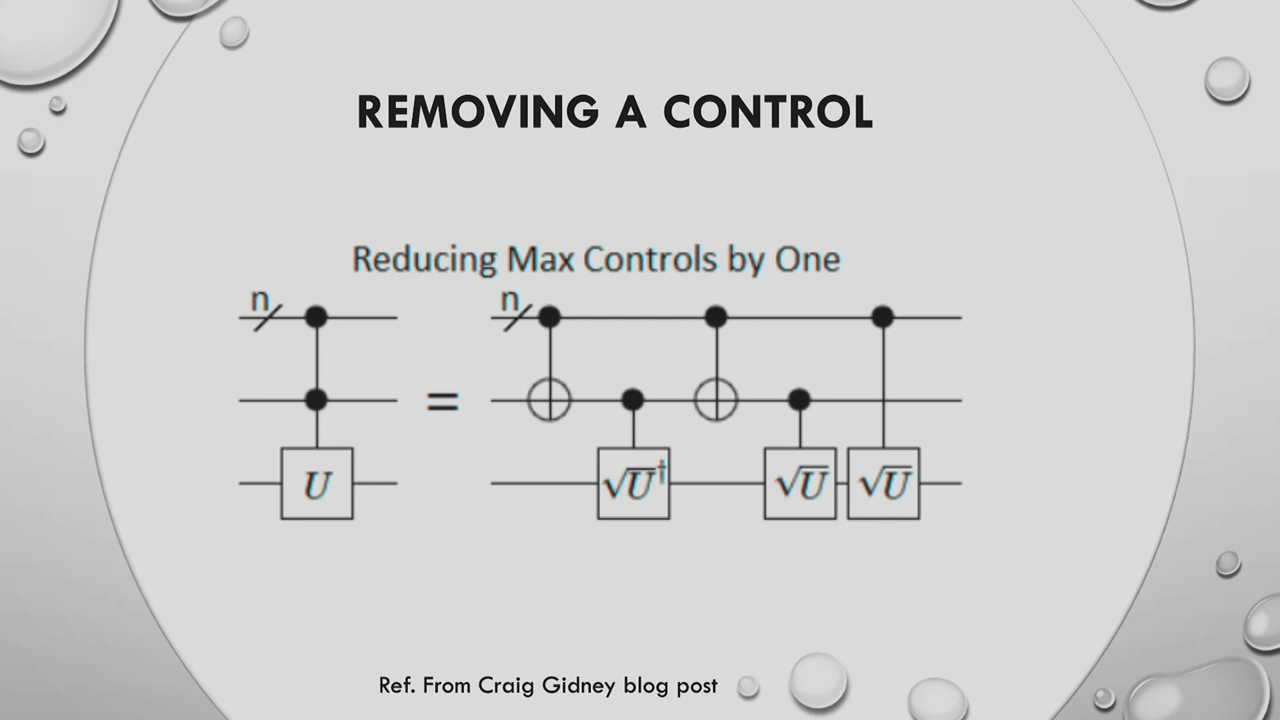 REMOVING A CONTROL
Reducing Max Controls by One
n
n
=
U
√U†
√U
√U
Ref. From Craig Gidney blog post